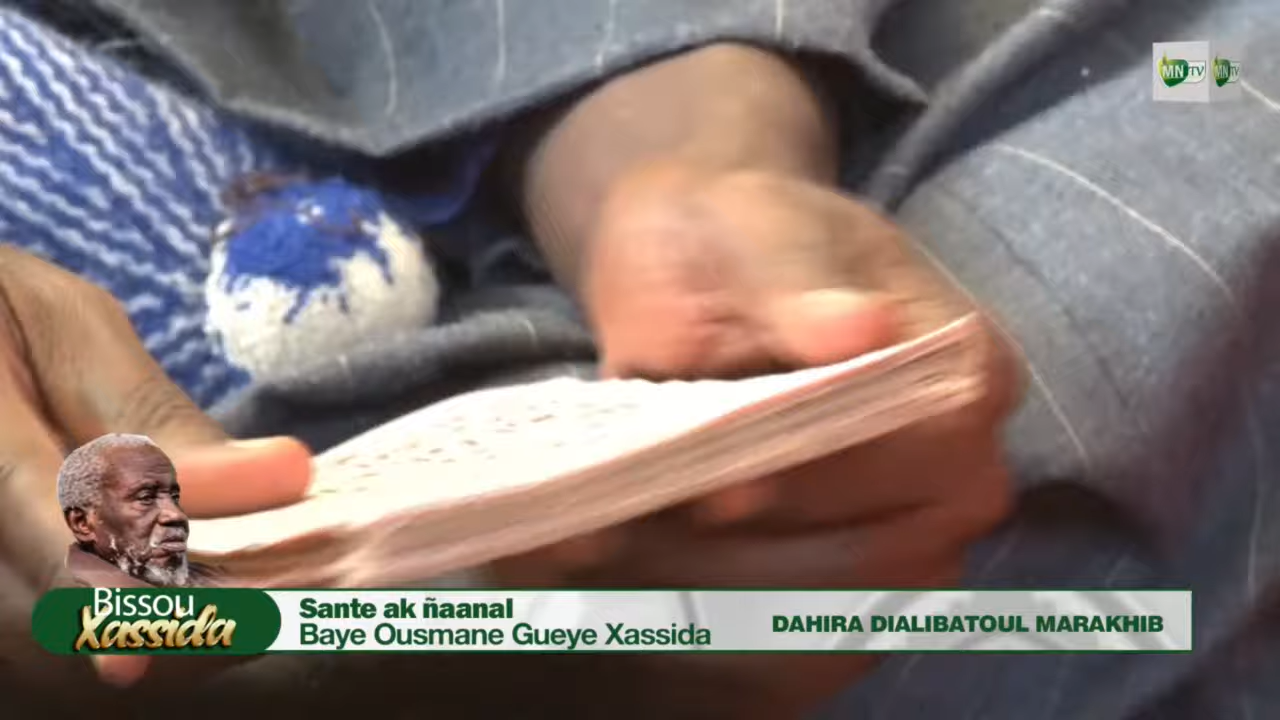 MN TV
MN TV
Bissou
Xassida
Sante ak ñaanal
Baye Ousmane Gueye Xassida
DAHIRA DIALIBATOUL MARAKHIB